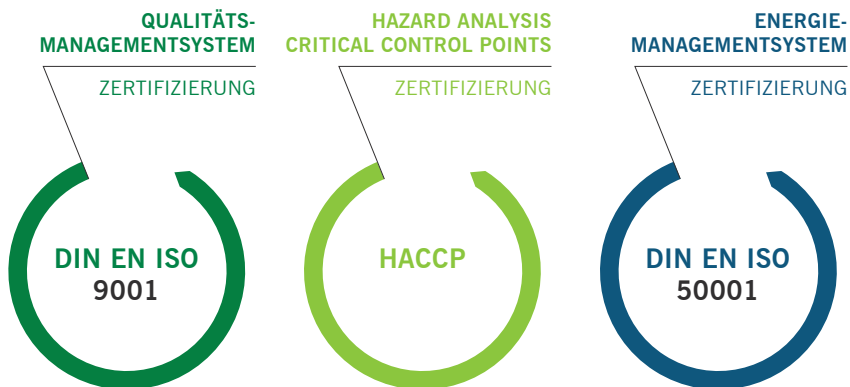 QUALITÄTS-
MANAGEMENTSYSTEM
ZERTIFIZIERUNG
DIN EN ISO
9001
HAZARD ANALYSIS
CRITICAL CONTROL POINTS
ZERTIFIZIERUNG
HACCP
ENERGIE-
MANAGEMENTSYSTEM
ZERTIFIZIERUNG
DIN EN ISO
50001